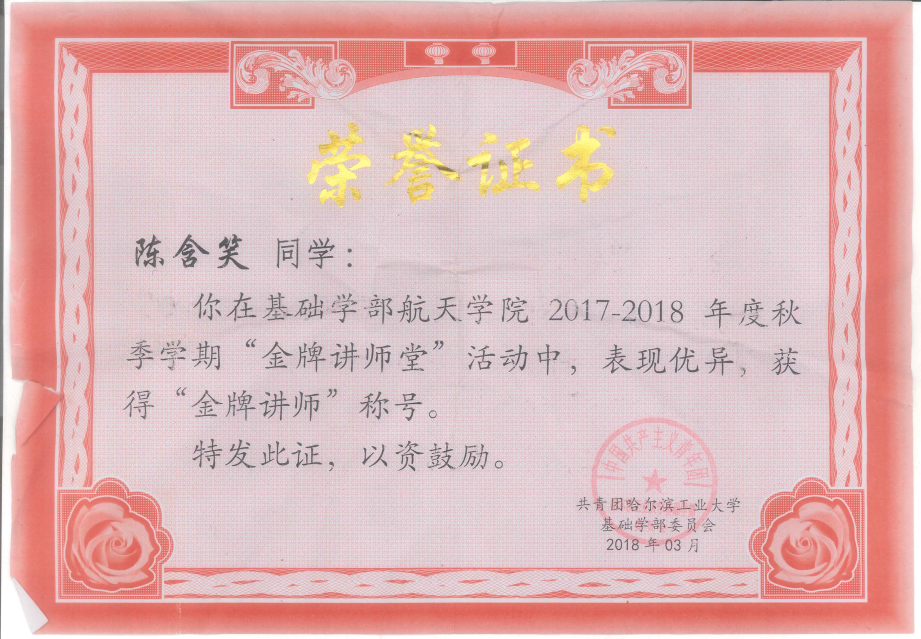 荣誉证书
陈含笑 同学：
你在基础学部航天学院 2017-2018 年度秋
季学期“金牌讲师堂”活动中，表现优异，获
得“金牌讲师”称号。
特发此证，以资鼓励。
中国共产主义青年团
共青团哈尔滨工业大学
基础学部委员会
2018 年 03 月